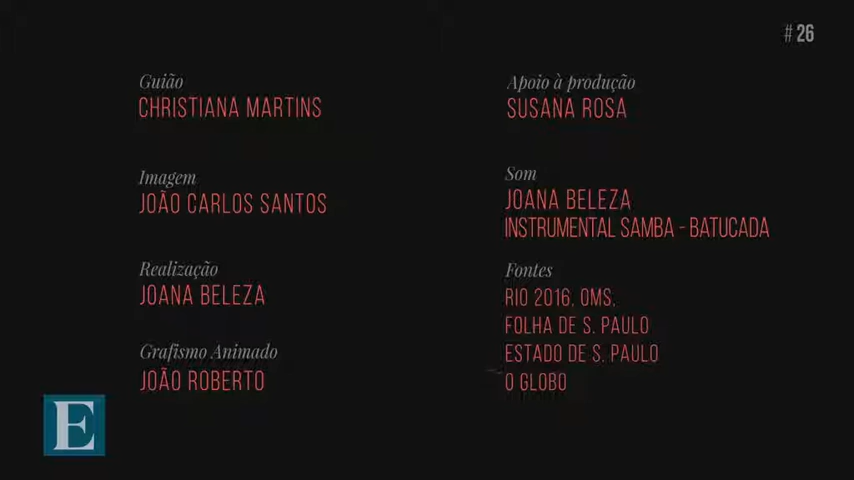 # 26
Guião
CHRISTIANA MARTINS
Imagem
JOÃO CARLOS SANTOS
Realização
JOANA BELEZA
Grafismo Animado
JOÃO ROBERTO
Apoio à produção
SUSANA ROSA
Som
JOANA BELEZA
INSTRUMENTAL SAMBA - BATUCADA
Fontes
RIO 2016, OMS,
FOLHA DE S. PAULO
ESTADO DE S. PAULO
O GLOBO
E